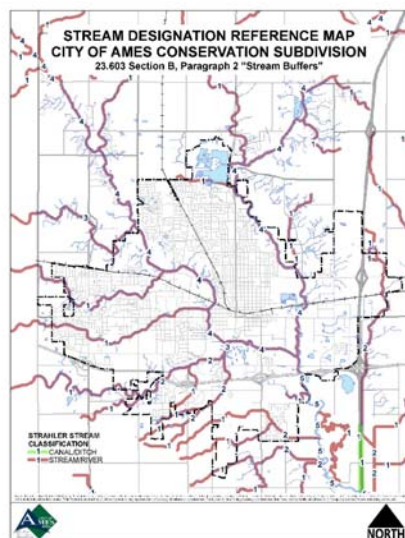 STREAM DESIGNATION REFERENCE MAP
CITY OF AMES CONSERVATION SUBDIVISION
23.603 Section B, Paragraph 2 "Stream Buffers"
STRAHLER STREAM
CLASSIFICATION
1 CANAL/DITCH
1 STREAM/RIVER
AMES
NORTH